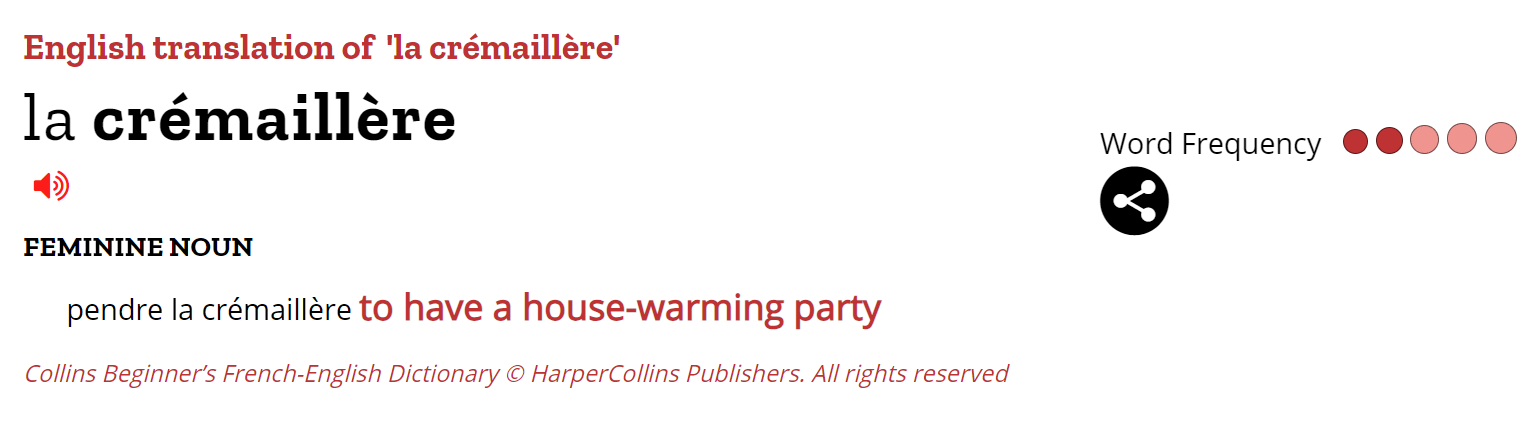 English translation of 'la crémaillère'
la crémaillère
Word Frequency
FEMININE NOUN
pendre la crémaillère to have a house-warming party
Collins Beginner’s French-English Dictionary © HarperCollins Publishers. All rights reserved